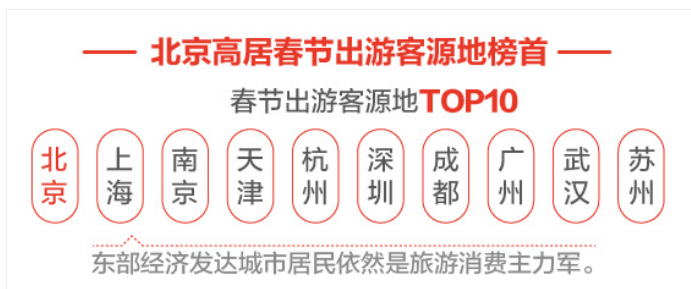 北京高居春节出游客源地榜首
春节出游客源地TOP10
北京 上海 南京 天津 杭州 深圳 成都 广州 武汉 苏州
东部经济发达城市居民依然是旅游消费主力军。